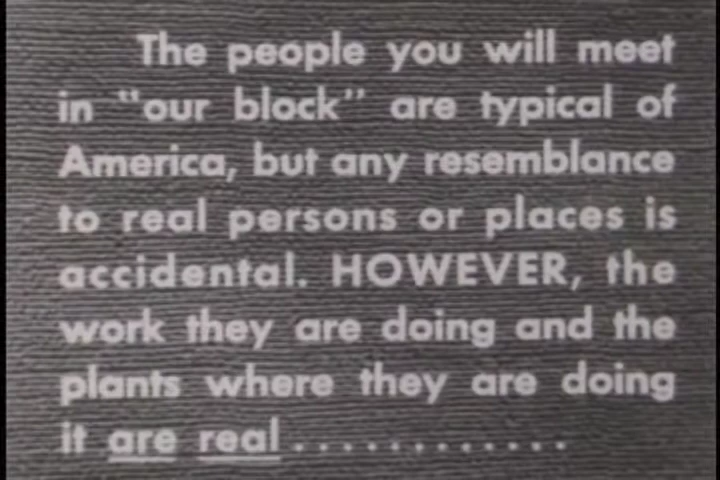 The people you will meet
in "our block" are typical of
America, but any resemblance
to real persons or places is
accidental. HOWEVER, the
work they are doing and the
plants where they are doing
it are real.............